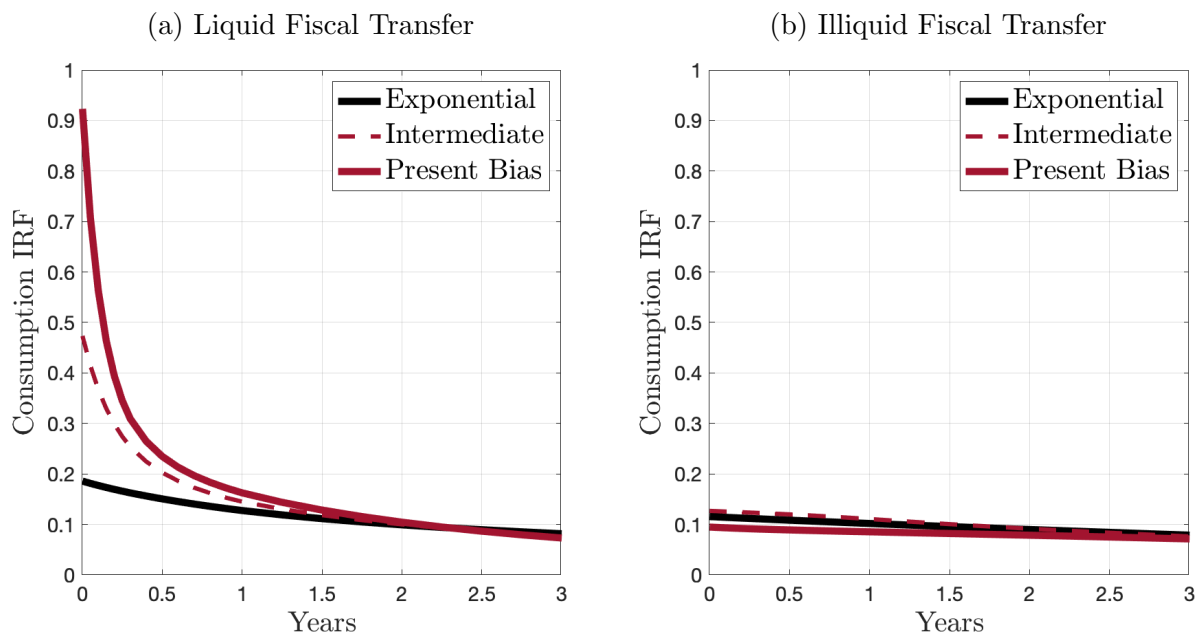 (a) Liquid Fiscal Transfer
1
0.9
0.8
0.7
0.6
0.5
0.4
0.3
0.2
0.1
0
Consumption IRF
Exponential
Intermediate
Present Bias
0 0.5 1 1.5 2 2.5 3
Years
(b) Illiquid Fiscal Transfer
1
0.9
0.8
0.7
0.6
0.5
0.4
0.3
0.2
0.1
0
Consumption IRF
Exponential
Intermediate
Present Bias
0 0.5 1 1.5 2 2.5 3
Years